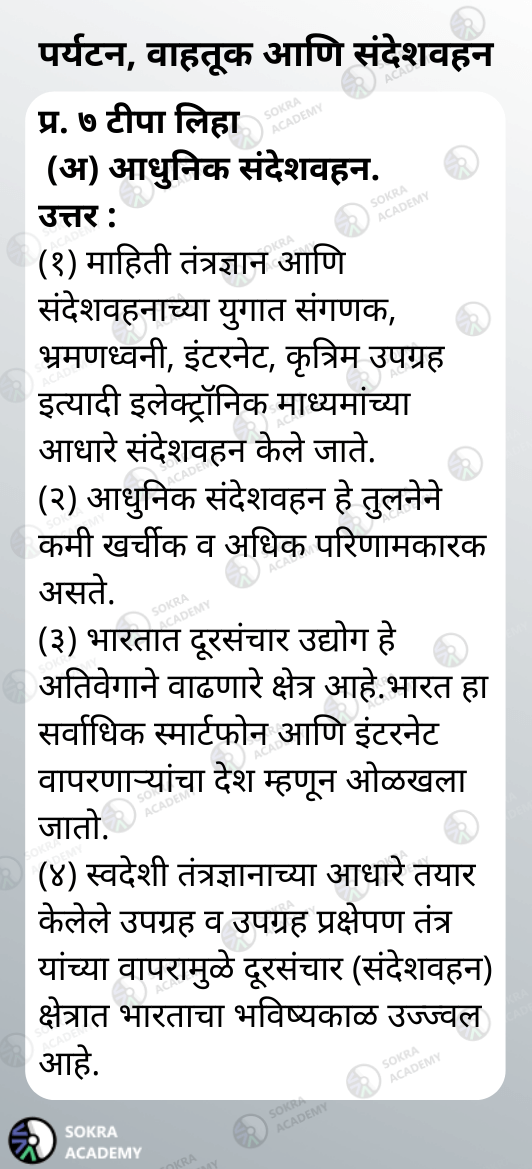 पर्यटन, वाहतूक आणि संदेशवहन
प्र. ७ टीपा लिहा
(अ) आधुनिक संदेशवहन.
उत्तर :
(१) माहिती तंत्रज्ञान आणि
संदेशवहनाच्या युगात संगणक,
भ्रमणध्वनी, इंटरनेट, कृत्रिम उपग्रह
इत्यादी इलेक्ट्रॉनिक माध्यमांच्या
आधारे संदेशवहन केले जाते.
(२) आधुनिक संदेशवहन हे तुलनेने
कमी खर्चीक व अधिक परिणामकारक
असते.
(३) भारतात दूरसंचार उद्योग हे
अतिवेगाने वाढणारे क्षेत्र आहे.भारत हा
सर्वाधिक स्मार्टफोन आणि इंटरनेट
वापरणाऱ्यांचा देश म्हणून ओळखला
जातो.
(४) स्वदेशी तंत्रज्ञानाच्या आधारे तयार
केलेले उपग्रह व उपग्रह प्रक्षेपण तंत्र
यांच्या वापरामुळे दूरसंचार (संदेशवहन)
क्षेत्रात भारताचा भविष्यकाळ उज्ज्वल
आहे.
SOKRA
ACADEMY